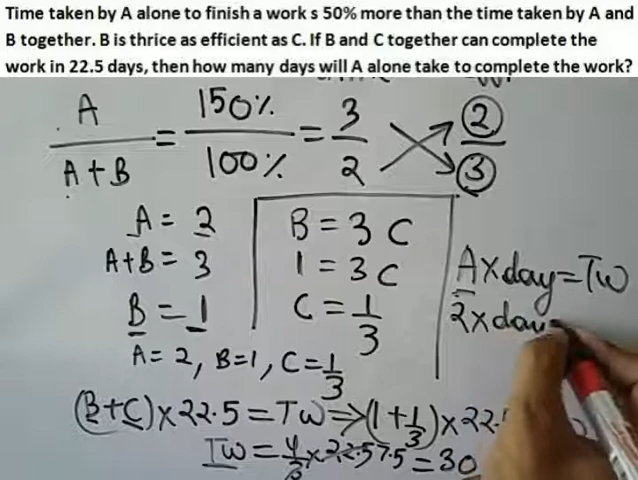 Time taken by A alone to finish a work s 50% more than the time taken by A and
B together. B is thrice as efficient as C. If B and C together can complete the
work in 22.5 days, then how many days will A alone take to complete the work?
A / A+B = 150% / 100% = 3/2 2/3
A = 2
A+B = 3
B = 1
B = 3 C
1 = 3 C
C = 1/3
A x day = TW
2 x day
A = 2, B=1, C=1/3
(B+C) x 22.5 = TW ⇒ (1 + 1/3) x 22.
TW = 4/3 x 22.5 7.5 = 30